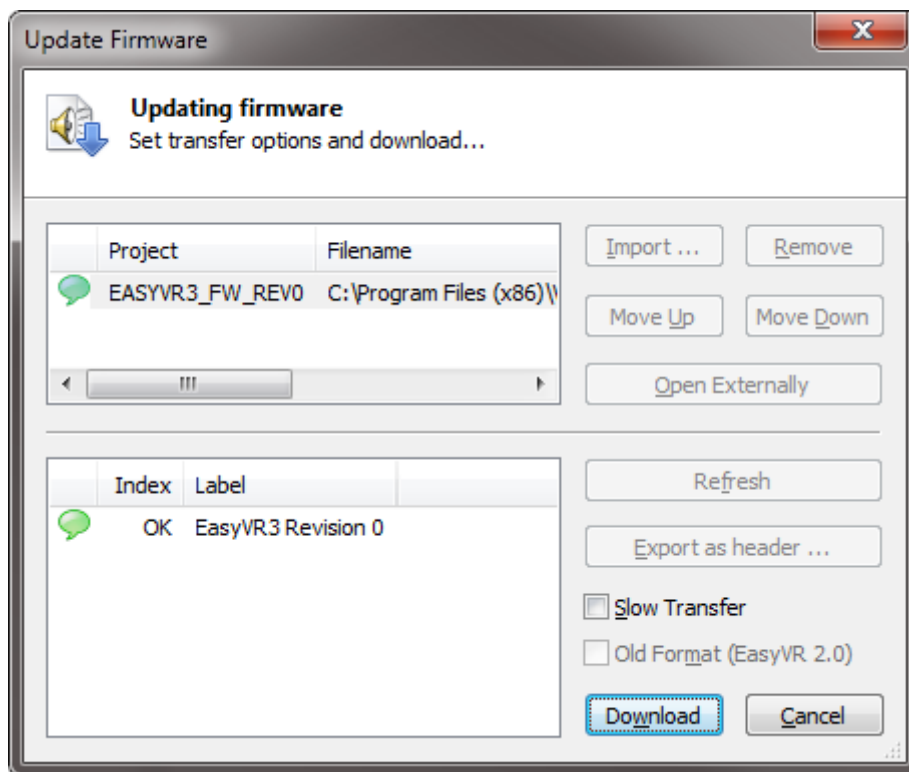 Update Firmware
Updating firmware
Set transfer options and download...
Project Filename
EASYVR3_FW_REV0 C:\Program Files (x86)\
Import ...
Remove
Move Up
Move Down
Open Externally
Index Label
OK EasyVR3 Revision 0
Refresh
Export as header ...
Slow Transfer
Old Format (EasyVR 2.0)
Download
Cancel